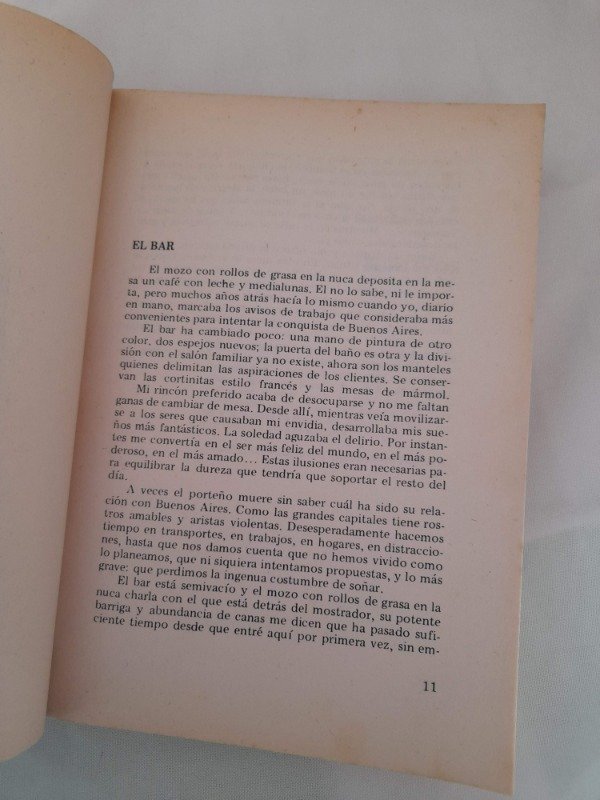 EL BAR
El mozo con rollos de grasa en la nuca deposita en la me-
sa un café con leche y medialunas. El no lo sabe, ni le impor-
ta, pero muchos años atrás hacía lo mismo cuando yo, diario
en mano, marcaba los avisos de trabajo que consideraba más
convenientes para intentar la conquista de Buenos Aires.
El bar ha cambiado poco: una mano de pintura de otro
color, dos espejos nuevos; la puerta del baño es otra y la divi-
sión con el salón familiar ya no existe, ahora son los manteles
quienes delimitan las aspiraciones de los clientes. Se conser-
van las cortinitas estilo francés y las mesas de mármol.
Mi rincón preferido acaba de desocuparse y no me faltan
ganas de cambiar de mesa. Desde allí, mientras veía movilizar-
se a los seres que causaban mi envidia, desarrollaba mis sue-
ños más fantásticos. La soledad aguzaba el delirio. Por instan-
tes me convertía en el ser más feliz del mundo, en el más po-
deroso, en el más amado... Estas ilusiones eran necesarias pa-
ra equilibrar la dureza que tendría que soportar el resto del
día.
A veces el porteño muere sin saber cuál ha sido su rela-
ción con Buenos Aires. Como las grandes capitales tiene ros-
tros amables y aristas violentas. Desesperadamente hacemos
tiempo en transportes, en trabajos, en hogares, en distraccio-
nes, hasta que nos damos cuenta que no hemos vivido como
lo planeamos, que ni siquiera intentamos propuestas, y lo más
grave: que perdimos la ingenua costumbre de soñar.
El bar está semivacío y el mozo con rollos de grasa en la
nuca charla con el que está detrás del mostrador, su potente
barriga y abundancia de canas me dicen que ha pasado sufi-
ciente tiempo desde que entré aquí por primera vez, sin em-
11